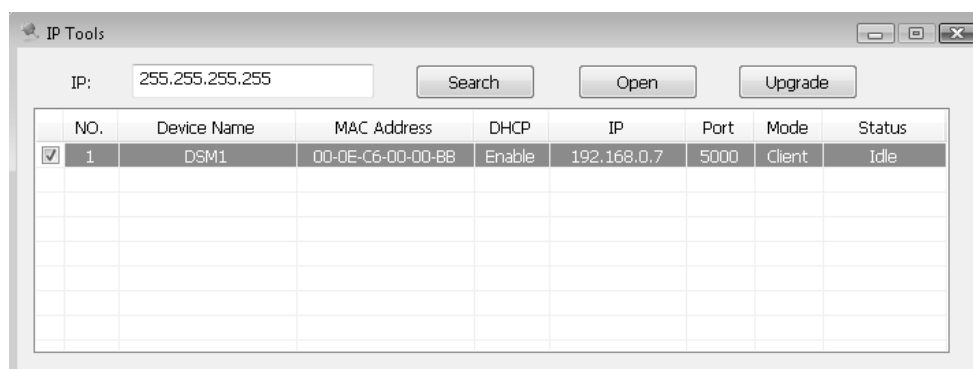 IP Tools
IP: 255.255.255.255 Search Open Upgrade
NO. Device Name MAC Address DHCP IP Port Mode Status
1 DSM1 00-0E-C6-00-00-BB Enable 192.168.0.7 5000 Client Idle